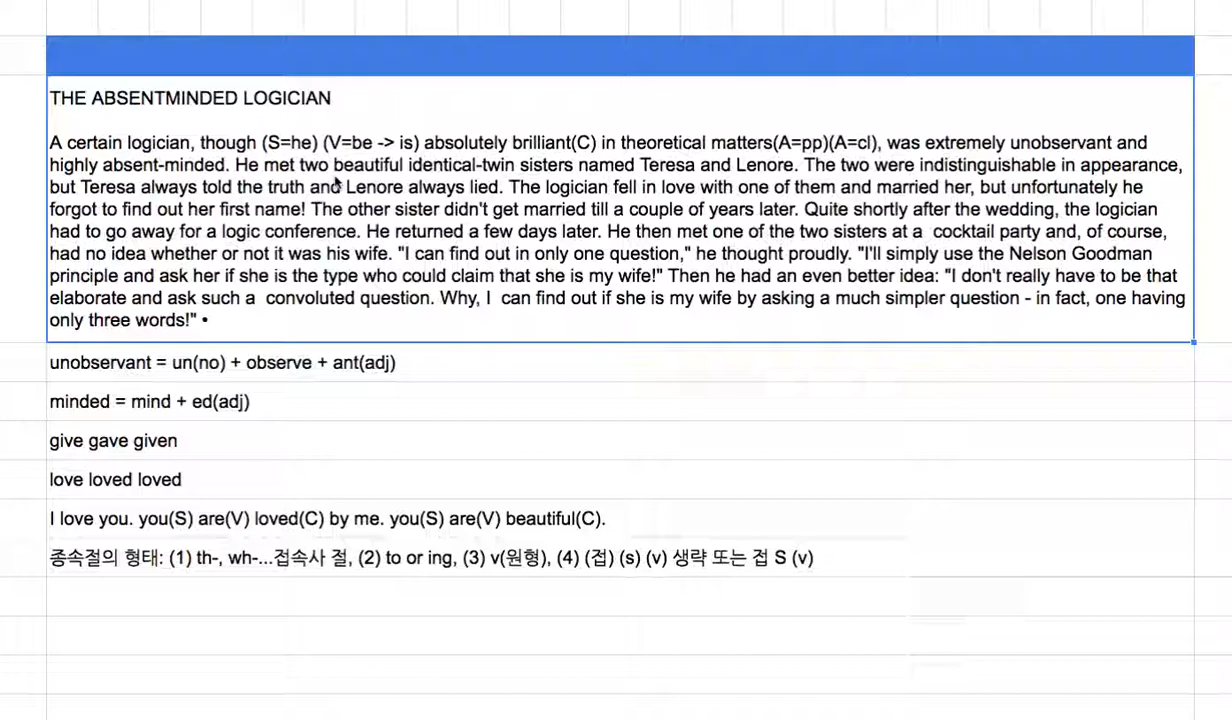 THE ABSENTMINDED LOGICIAN
A certain logician, though (S=he) (V=be -> is) absolutely brilliant(C) in theoretical matters(A=pp)(A=cl), was extremely unobservant and
highly absent-minded. He met two beautiful identical-twin sisters named Teresa and Lenore. The two were indistinguishable in appearance,
but Teresa always told the truth and Lenore always lied. The logician fell in love with one of them and married her, but unfortunately he
forgot to find out her first name! The other sister didn't get married till a couple of years later. Quite shortly after the wedding, the logician
had to go away for a logic conference. He returned a few days later. He then met one of the two sisters at a  cocktail party and, of course,
had no idea whether or not it was his wife. "I can find out in only one question," he thought proudly. "I'll simply use the Nelson Goodman
principle and ask her if she is the type who could claim that she is my wife!" Then he had an even better idea: "I don't really have to be that
elaborate and ask such a  convoluted question. Why, I  can find out if she is my wife by asking a much simpler question - in fact, one having
only three words!" •
unobservant = un(no) + observe + ant(adj)
minded = mind + ed(adj)
give gave given
love loved loved
I love you. you(S) are(V) loved(C) by me. you(S) are(V) beautiful(C).
종속절의 형태: (1) th-, wh-...접속사 절, (2) to or ing, (3) v(원형), (4) (접) (s) (v) 생략 또는 접 S (v)